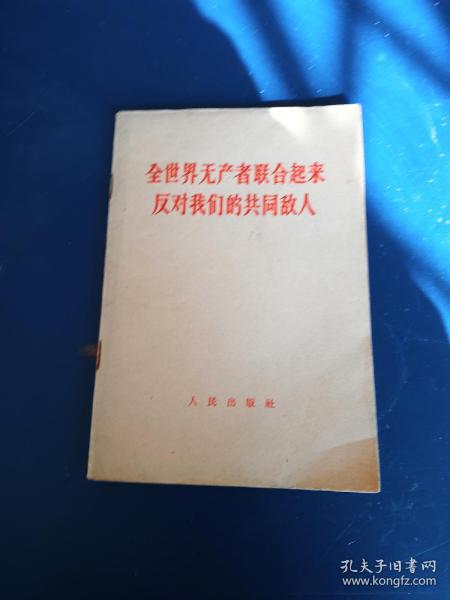 全世界无产者联合起来
反对我们的共同敌人
人民出版社
孔夫子旧书网
www.kongfz.com